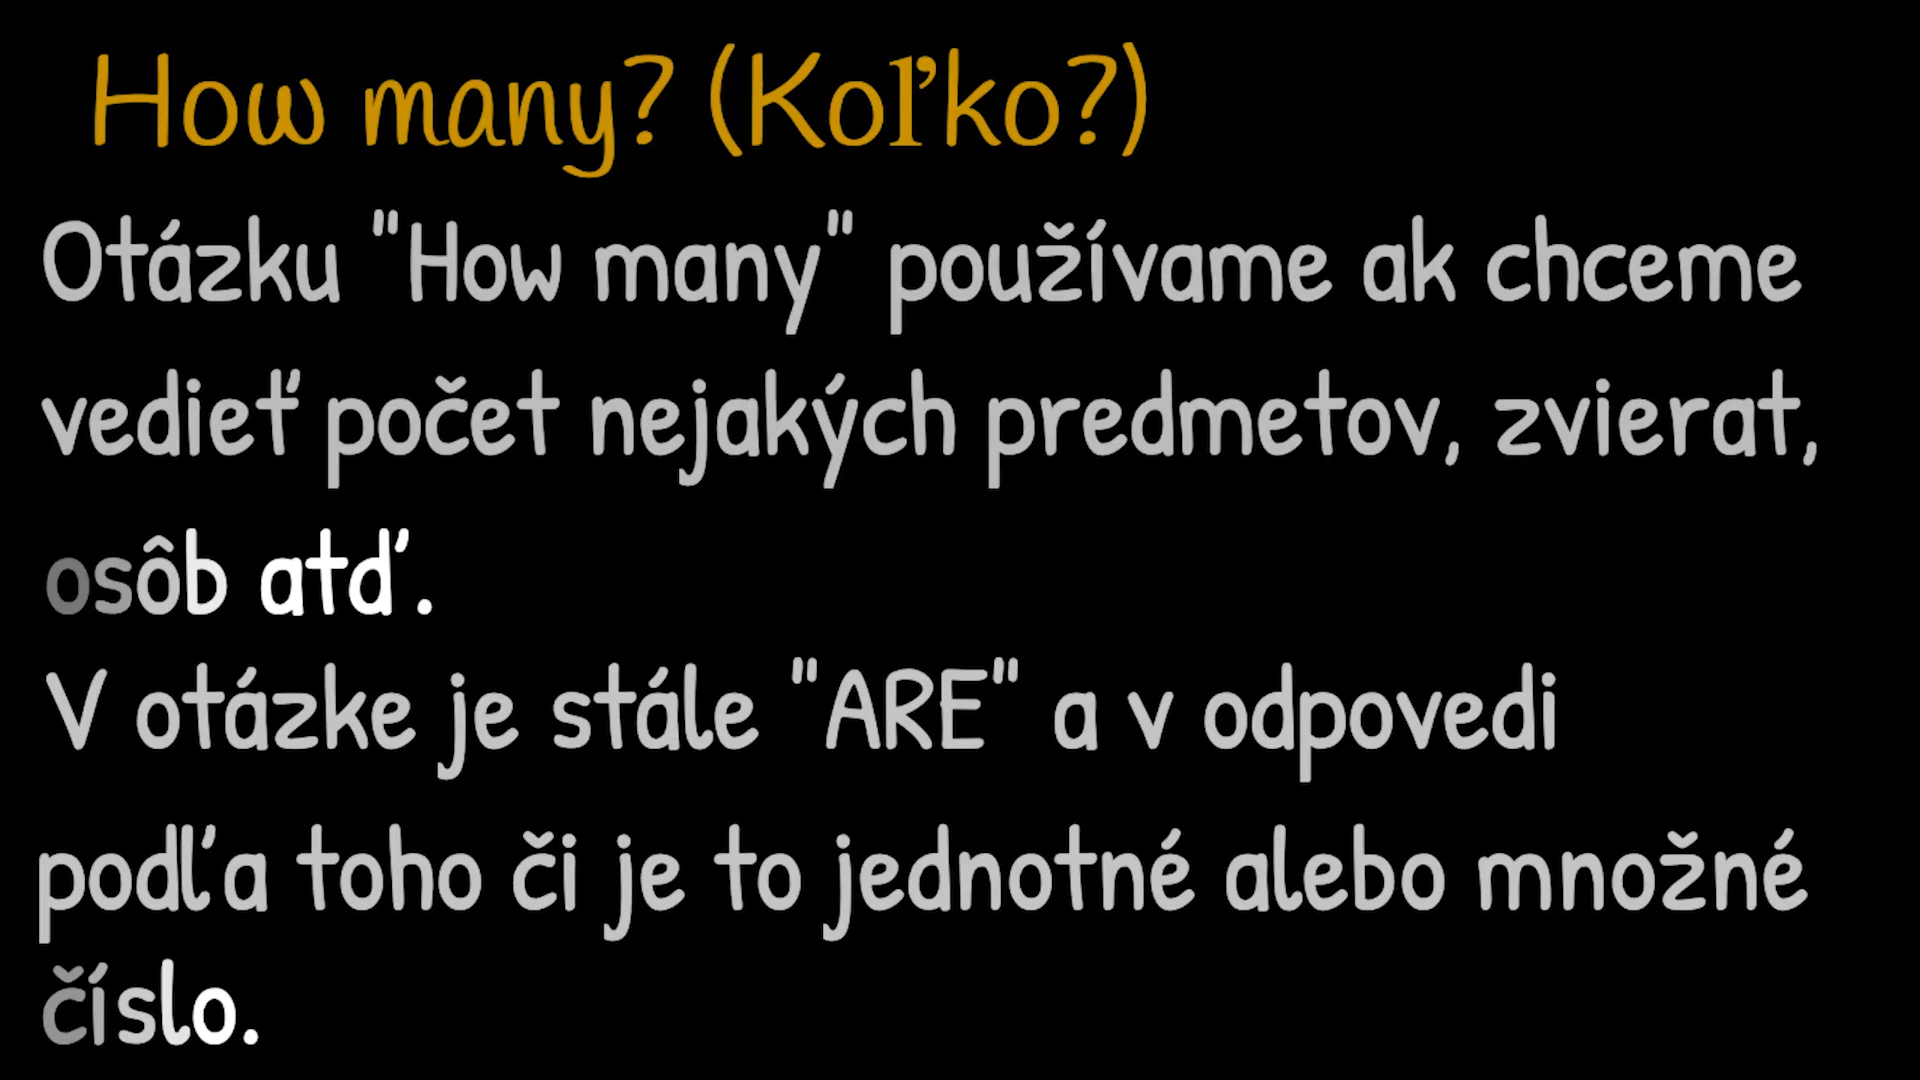 How many? (Koľko?)
Otázku "How many" používame ak chceme
vedieť počet nejakých predmetov, zvierat,
osôb atď.
V otázke je stále "ARE" a v odpovedi
podľa toho či je to jednotné alebo množné
číslo.